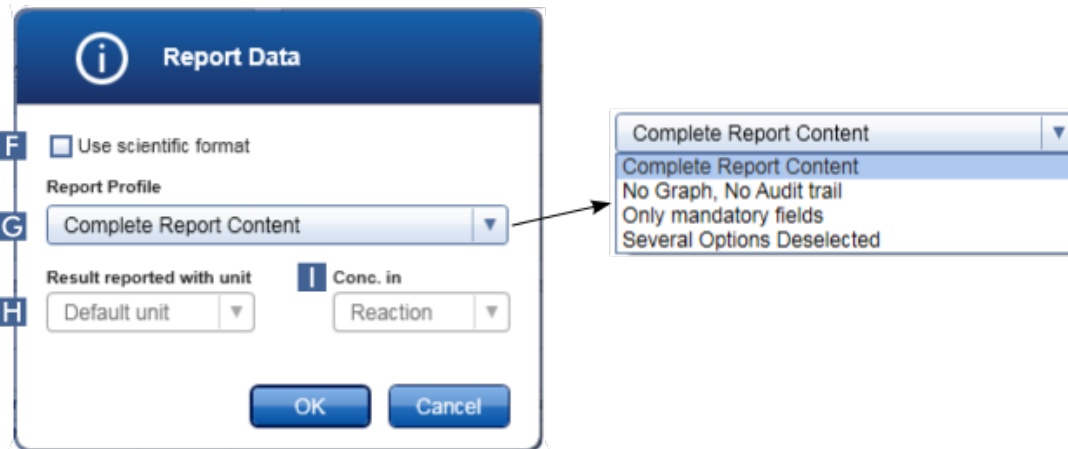 Report Data
F Use scientific format
Report Profile
G Complete Report Content
Result reported with unit I Conc. in
H Default unit Reaction
OK Cancel
Complete Report Content
Complete Report Content
No Graph, No Audit trail
Only mandatory fields
Several Options Deselected